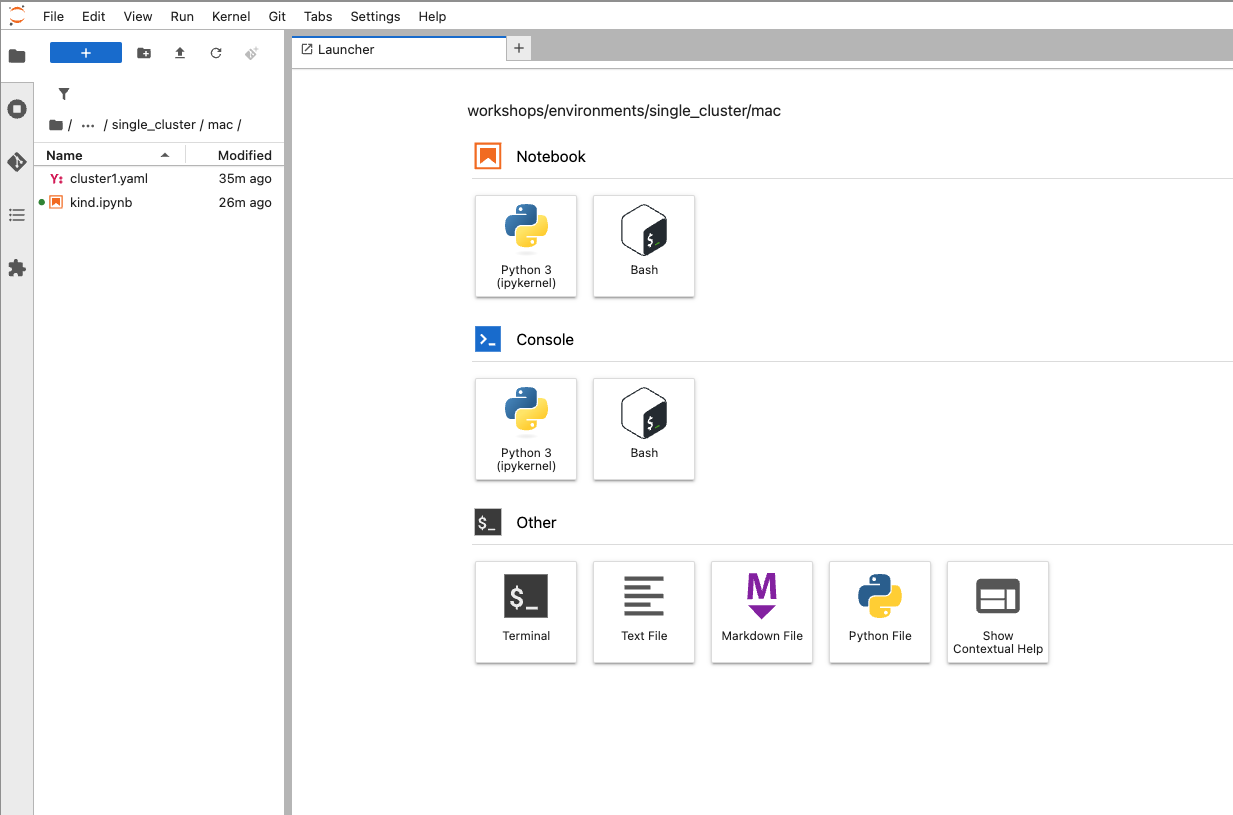 File Edit View Run Kernel Git Tabs Settings Help
+
Launcher +
/ ... / single_cluster / mac /
Name Modified
Y: cluster1.yaml 35m ago
kind.ipynb 26m ago
workshops/environments/single_cluster/mac
Notebook
Python 3
(ipykernel)
$_
Bash
>_ Console
Python 3
(ipykernel)
$_
Bash
$_ Other
$_
Terminal
Text File
M
Markdown File
Python File
Show
Contextual Help